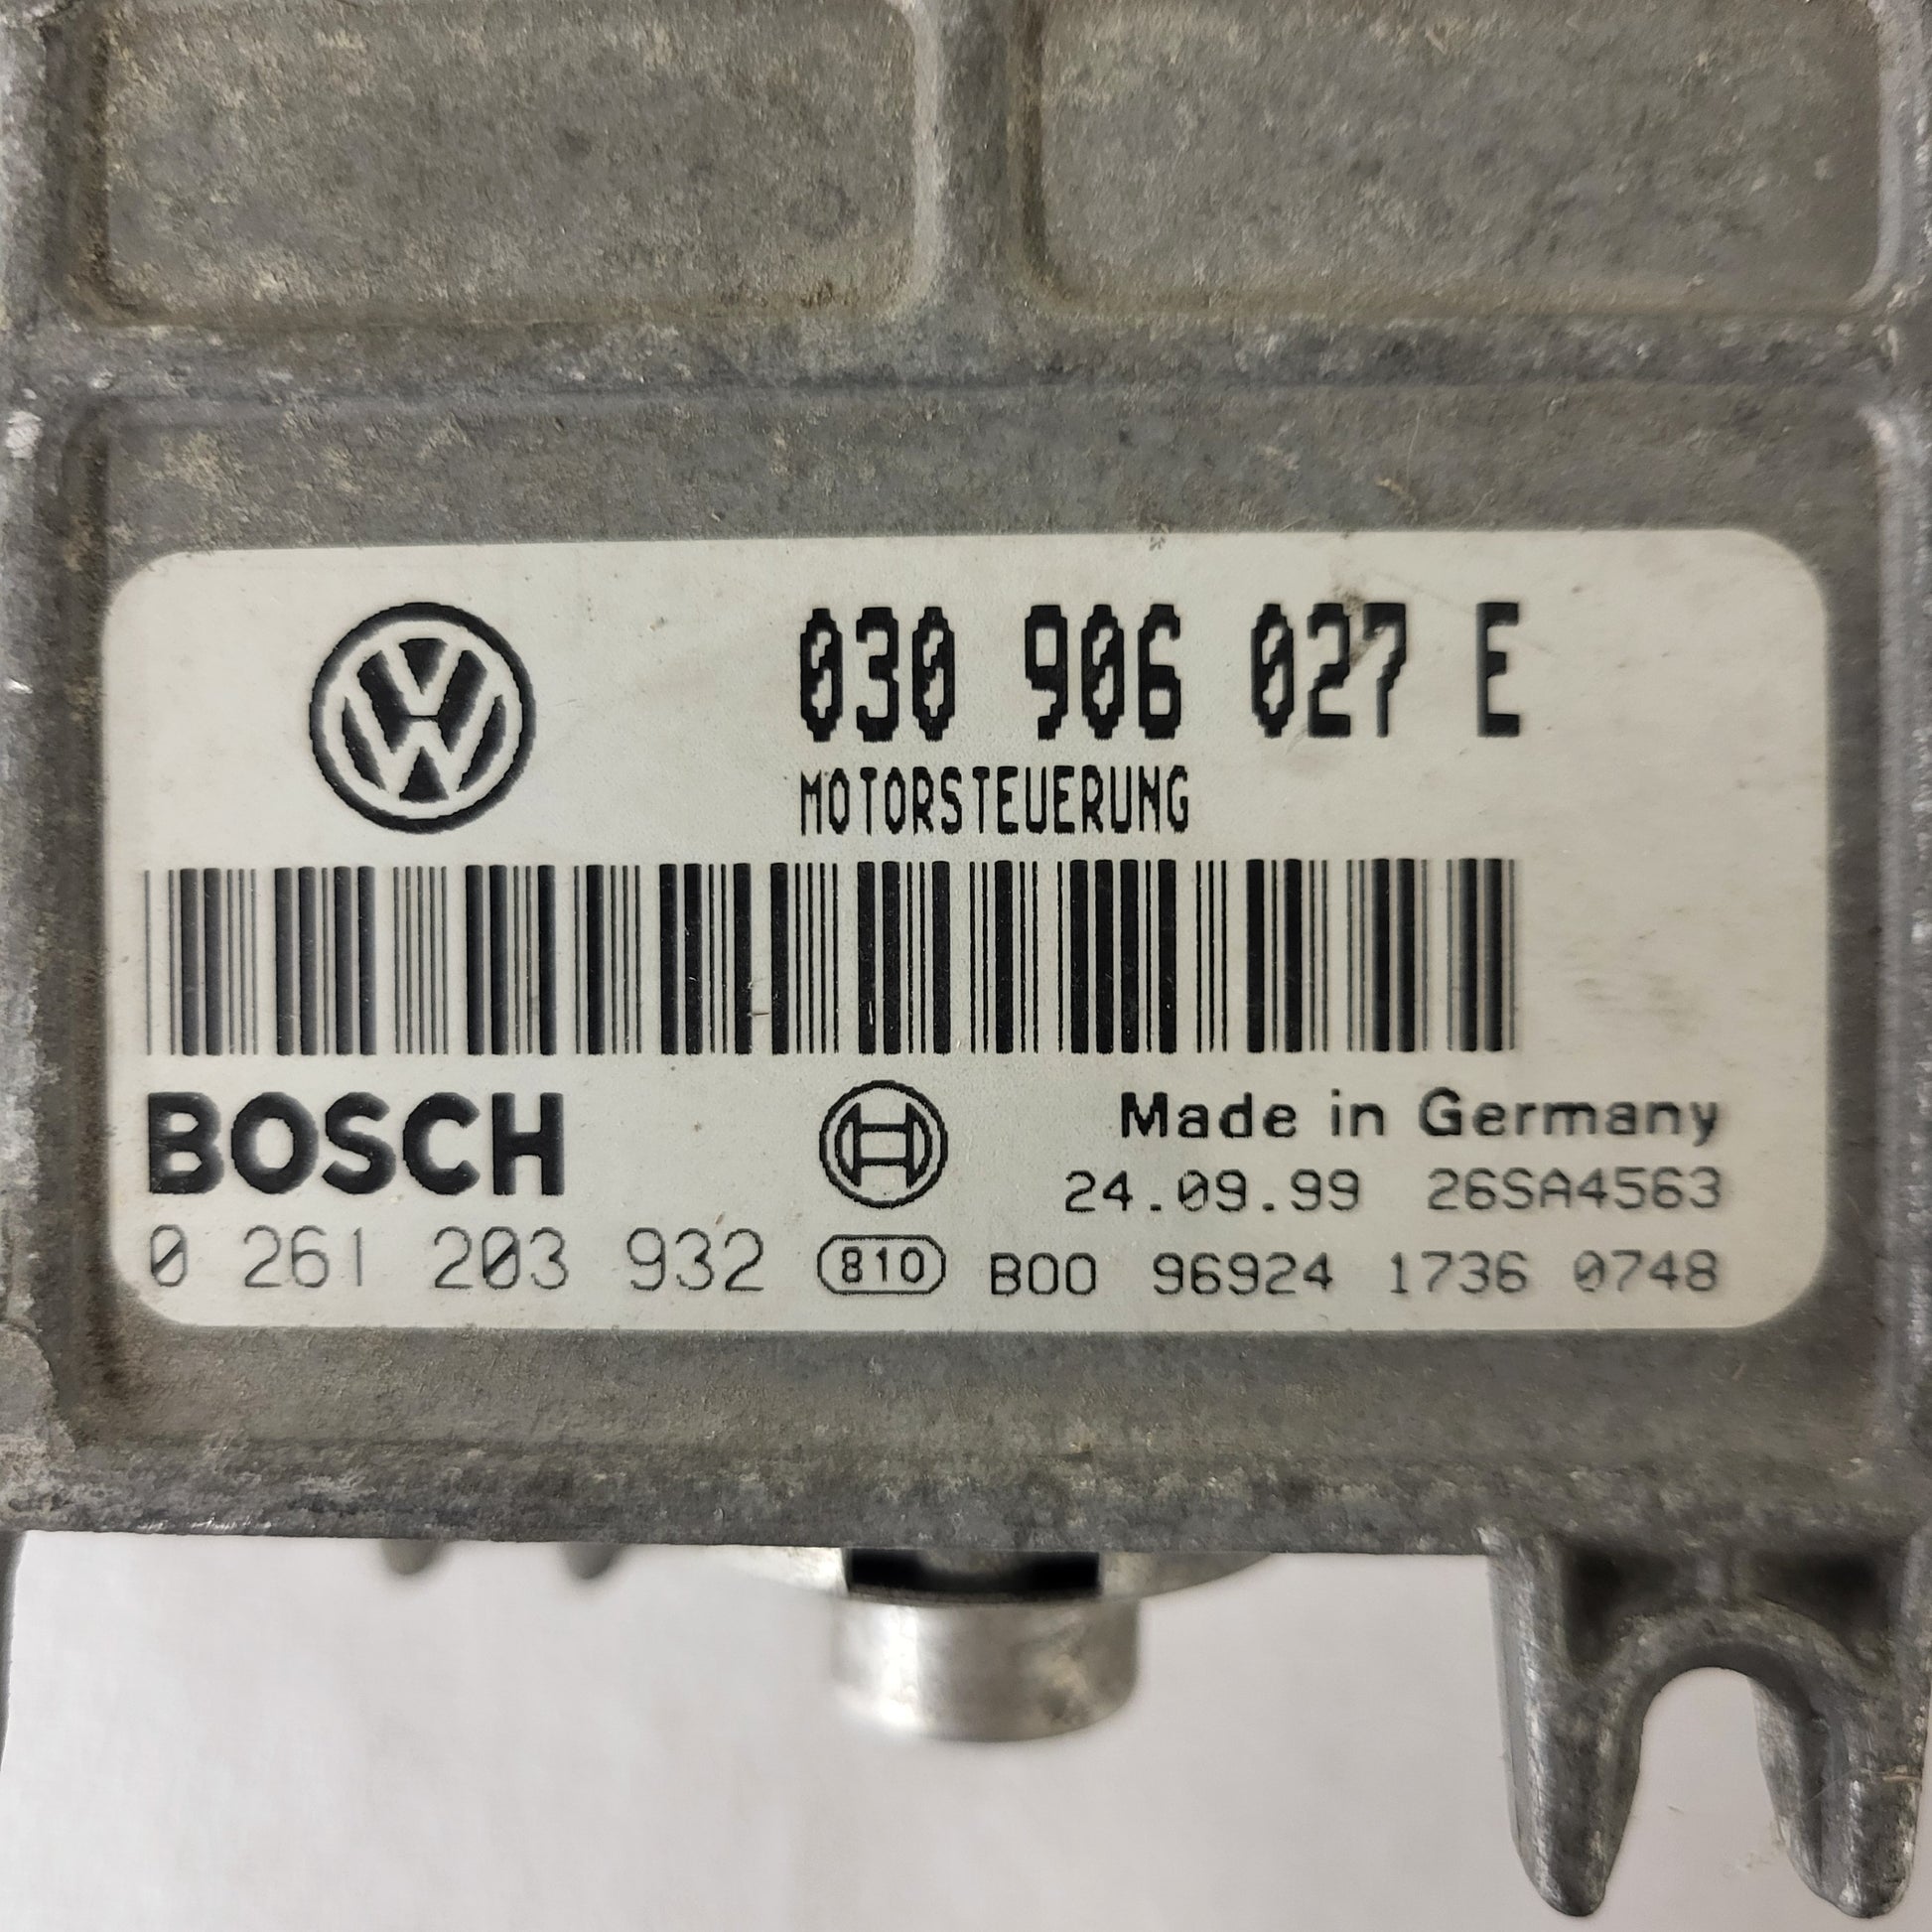 030 906 027 E
MOTORSTEUERUNG
BOSCH
Made in Germany
24.09.99 26SA4563
0 261 203 932 810 B00 96924 1736 0748